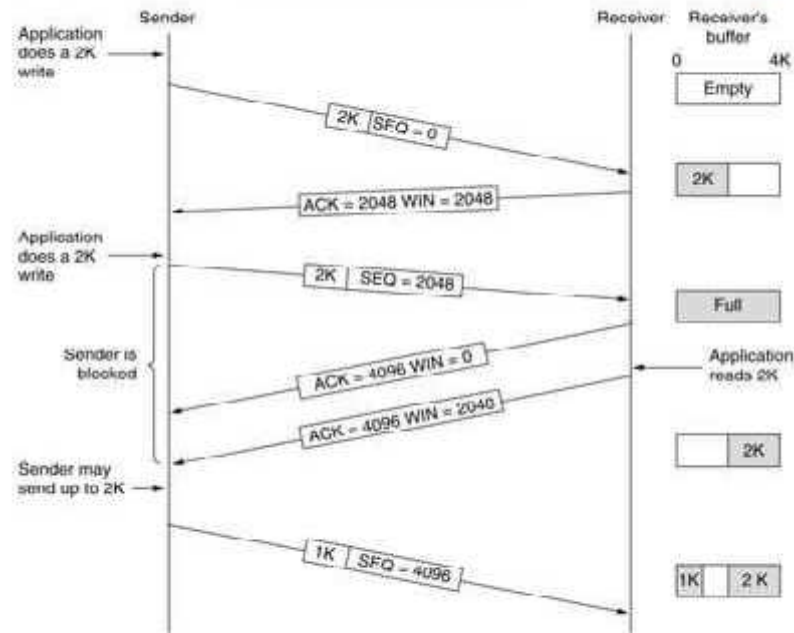 Sender
Receiver
Receiver's
buffer
Application
does a 2K
write
0 4K
Empty
2K SEQ = 0
2K
ACK = 2048 WIN = 2048
Application
does a 2K
write
2K SEQ = 2048
Full
Sender is
blocked
ACK = 4096 WIN = 0
Application
reads 2K
ACK = 4096 WIN = 2048
2K
Sender may
send up to 2K
1K SEQ = 4096
1K 2 K